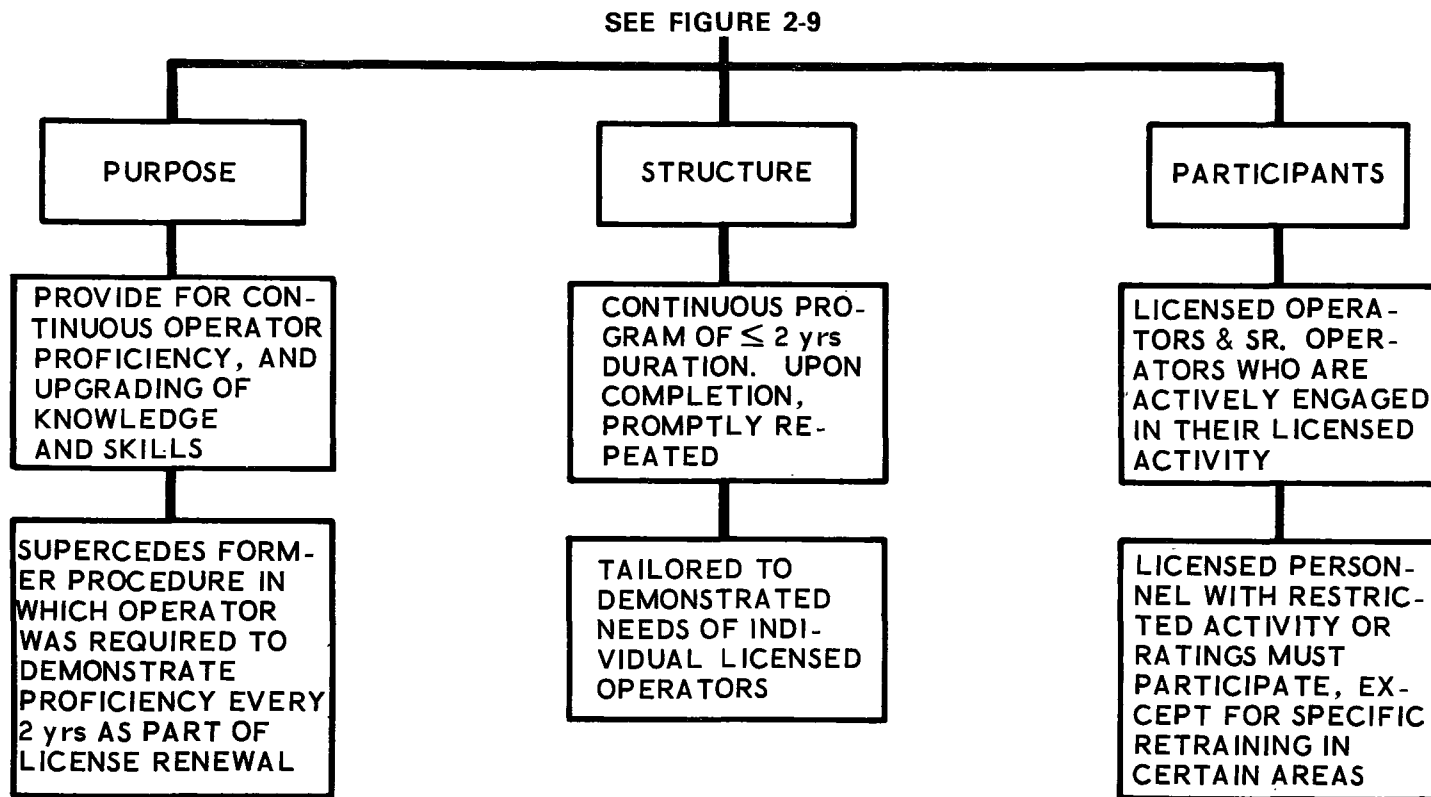 SEE FIGURE 2-9
PURPOSE
PROVIDE FOR CON-
TINUOUS OPERATOR
PROFICIENCY, AND
UPGRADING OF
KNOWLEDGE
AND SKILLS
SUPERCEDES FORM-
ER PROCEDURE IN
WHICH OPERATOR
WAS REQUIRED TO
DEMONSTRATE
PROFICIENCY EVERY
2 yrs AS PART OF
LICENSE RENEWAL
STRUCTURE
CONTINUOUS PRO-
GRAM OF ≤ 2 yrs
DURATION. UPON
COMPLETION,
PROMPTLY RE-
PEATED
TAILORED TO
DEMONSTRATED
NEEDS OF INDI-
VIDUAL LICENSED
OPERATORS
PARTICIPANTS
LICENSED OPERA-
TORS & SR. OPER-
ATORS WHO ARE
ACTIVELY ENGAGED
IN THEIR LICENSED
ACTIVITY
LICENSED PERSON-
NEL WITH RESTRIC-
TED ACTIVITY OR
RATINGS MUST
PARTICIPATE, EX-
CEPT FOR SPECIFIC
RETRAINING IN
CERTAIN AREAS